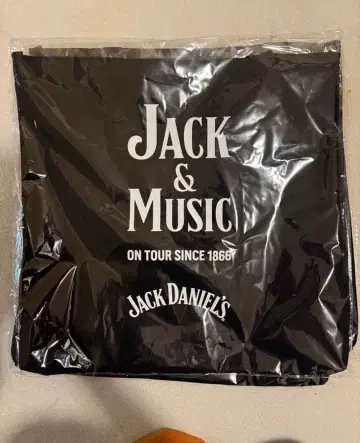 JACK
&
MUSIC
ON TOUR SINCE 1866
JACK DANIEL'S